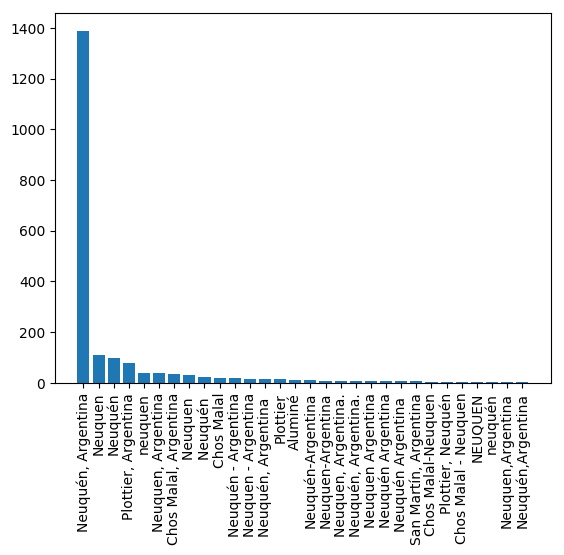 1400
1200
1000
800
600
400
200
0
Neuquén, Argentina
Neuquen
Neuquén
Plottier, Argentina
neuquen
Neuquen, Argentina
Chos Malal, Argentina
Neuquen
Neuquén
Chos Malal
Neuquén - Argentina
Neuquen - Argentina
Neuquén, Argentina
Plottier
Aluminé
Neuquén-Argentina
Neuquen-Argentina
Neuquén, Argentina.
Neuquén, Argentina.
Neuquen Argentina
Neuquén Argentina
Neuquén Argentina
San Martín, Argentina
Chos Malal-Neuquen
Plottier, Neuquén
Chos Malal - Neuquen
NEUQUEN
neuquén
Neuquen,Argentina
Neuquén,Argentina